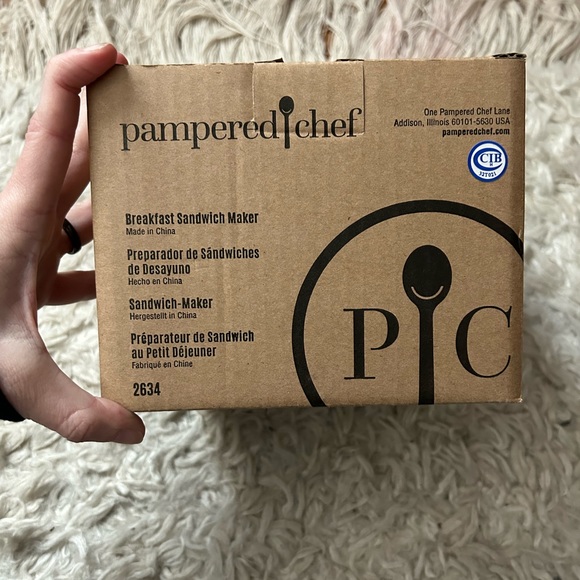 pampered chef
One Pampered Chef Lane
Addison, Illinois 60101-5630 USA
pamperedchef.com
CIB
Breakfast Sandwich Maker
Made in China
Preparador de Sándwiches
de Desayuno
Hecho en China
Sandwich-Maker
Hergestellt in China
Préparateur de Sandwich
au Petit Déjeuner
Fabriqué en Chine
2634
P C